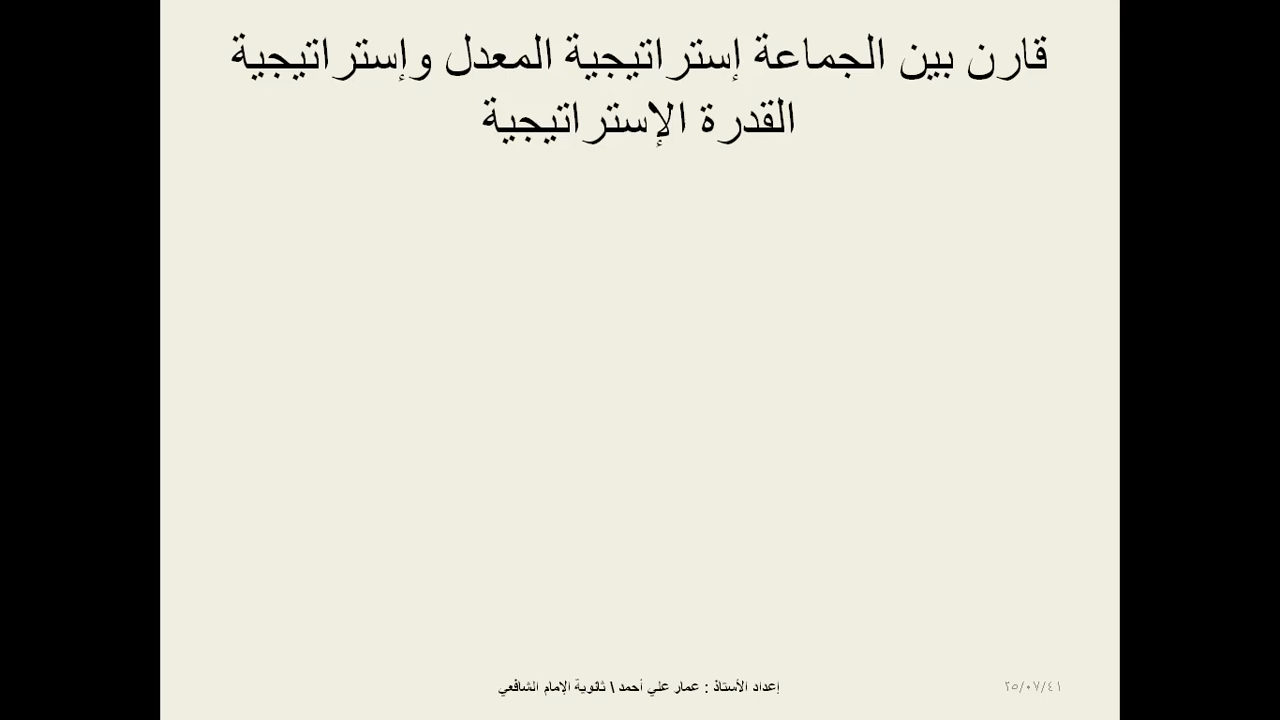 قارن بين الجماعة إستراتيجية المعدل وإستراتيجية
القدرة الإستراتيجية
إعداد الأستاذ : عمار علي أحمد \ ثانوية الإمام الشافعي
٢٥/٠٧/٤١